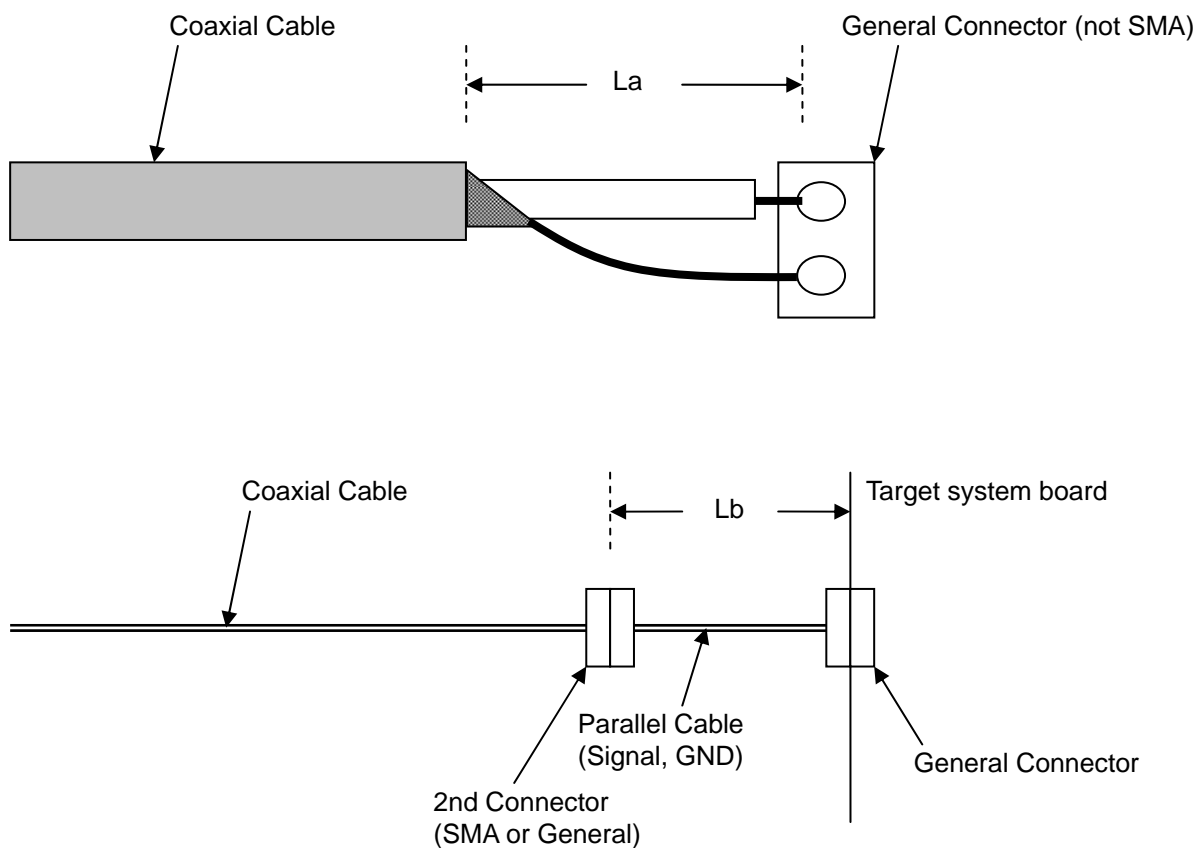 Coaxial Cable
General Connector (not SMA)
La
Coaxial Cable
Target system board
Lb
Parallel Cable
(Signal, GND)
General Connector
2nd Connector
(SMA or General)